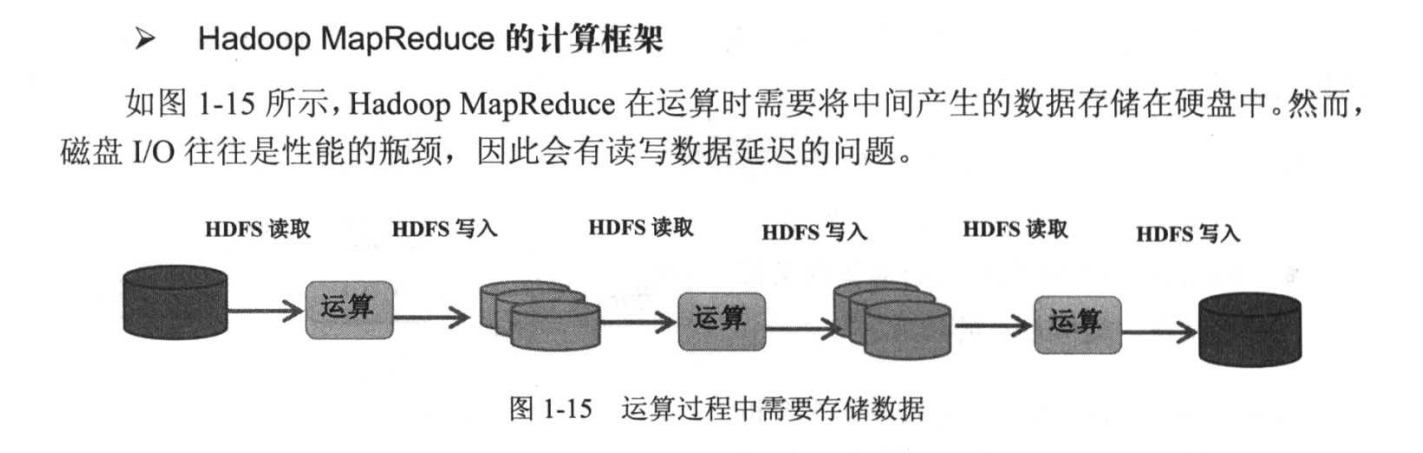 ➢ Hadoop MapReduce 的计算框架
如图 1-15 所示，Hadoop MapReduce 在运算时需要将中间产生的数据存储在硬盘中。然而，
磁盘 I/O 往往是性能的瓶颈，因此会有读写数据延迟的问题。
HDFS 读取 HDFS 写入 HDFS 读取 HDFS 写入 HDFS 读取 HDFS 写入
运算 运算 运算
图 1-15 运算过程中需要存储数据